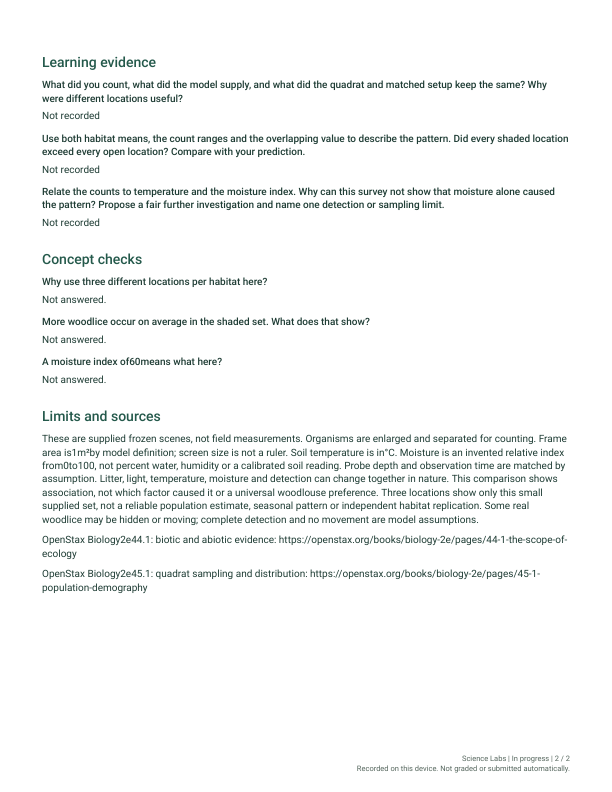 Learning evidence
What did you count, what did the model supply, and what did the quadrat and matched setup keep the same? Why
were different locations useful?
Not recorded
Use both habitat means, the count ranges and the overlapping value to describe the pattern. Did every shaded location
exceed every open location? Compare with your prediction.
Not recorded
Relate the counts to temperature and the moisture index. Why can this survey not show that moisture alone caused
the pattern? Propose a fair further investigation and name one detection or sampling limit.
Not recorded
Concept checks
Why use three different locations per habitat here?
Not answered.
More woodlice occur on average in the shaded set. What does that show?
Not answered.
A moisture index of60means what here?
Not answered.
Limits and sources
These are supplied frozen scenes, not field measurements. Organisms are enlarged and separated for counting. Frame
area is1m²by model definition; screen size is not a ruler. Soil temperature is in°C. Moisture is an invented relative index
from0to100, not percent water, humidity or a calibrated soil reading. Probe depth and observation time are matched by
assumption. Litter, light, temperature, moisture and detection can change together in nature. This comparison shows
association, not which factor caused it or a universal woodlouse preference. Three locations show only this small
supplied set, not a reliable population estimate, seasonal pattern or independent habitat replication. Some real
woodlice may be hidden or moving; complete detection and no movement are model assumptions.
OpenStax Biology2e44.1: biotic and abiotic evidence: https://openstax.org/books/biology-2e/pages/44-1-the-scope-of-
ecology
OpenStax Biology2e45.1: quadrat sampling and distribution: https://openstax.org/books/biology-2e/pages/45-1-
population-demography
Science Labs | In progress | 2 / 2
Recorded on this device. Not graded or submitted automatically.